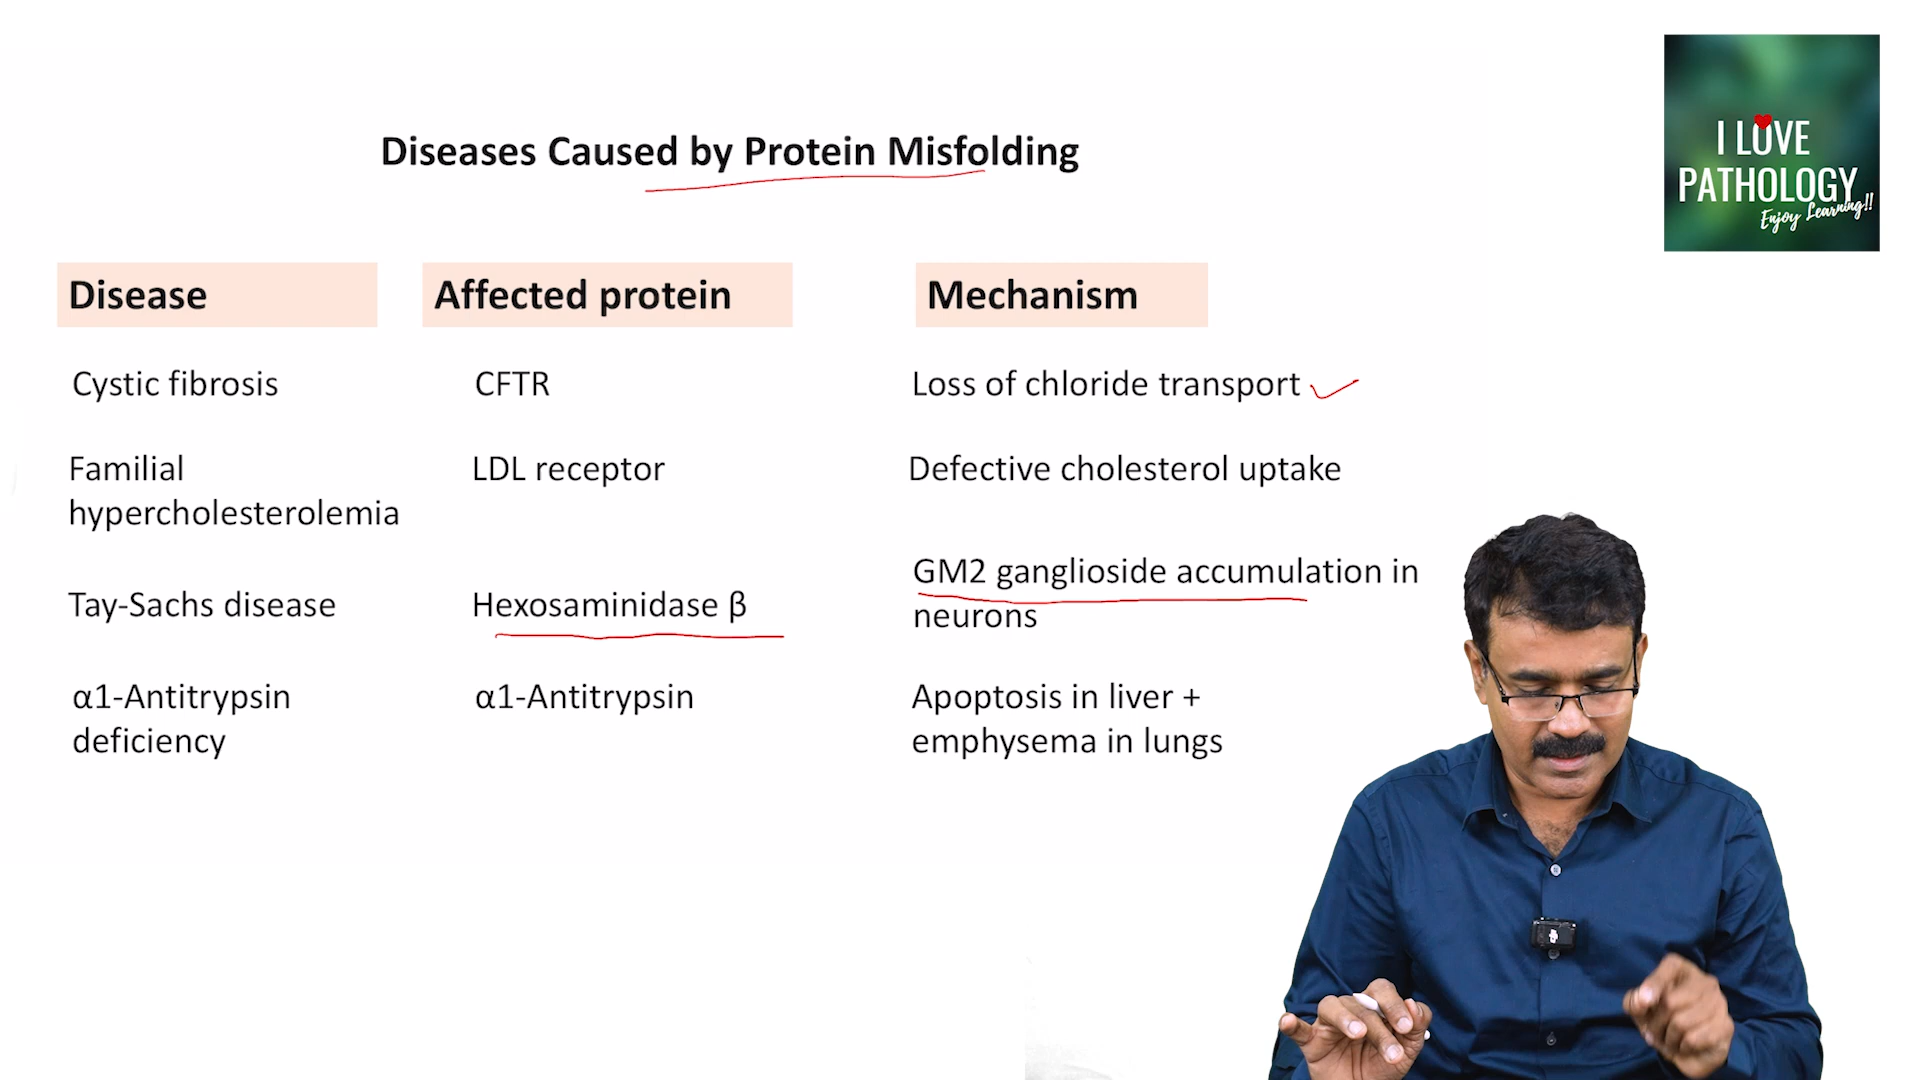 I LOVE
PATHOLOGY
Enjoy Learning!!
Diseases Caused by Protein Misfolding
Disease Affected protein Mechanism
Cystic fibrosis CFTR Loss of chloride transport
Familial LDL receptor Defective cholesterol uptake
hypercholesterolemia
GM2 ganglioside accumulation in
Tay-Sachs disease Hexosaminidase β
neurons
α1-Antitrypsin α1-Antitrypsin Apoptosis in liver +
deficiency emphysema in lungs